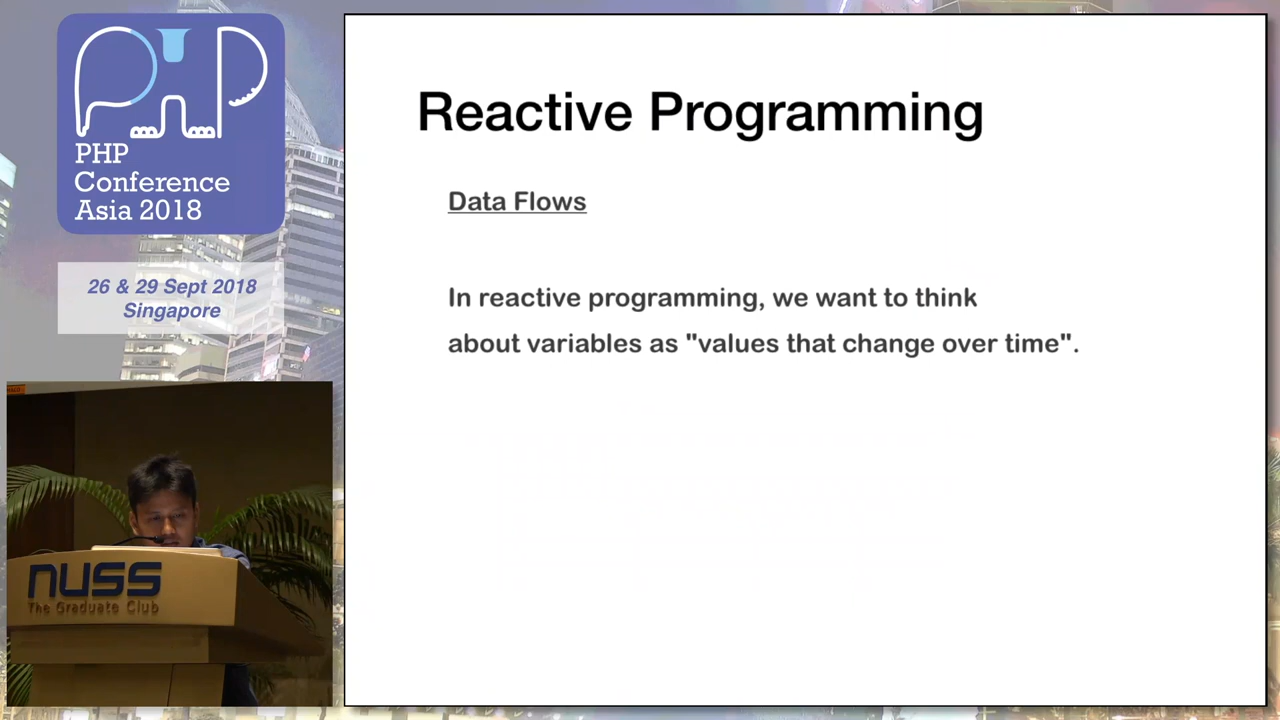 PHP
Conference
Asia 2018
26 & 29 Sept 2018
Singapore
Reactive Programming
Data Flows
In reactive programming, we want to think
about variables as "values that change over time".
nuss
The Graduate Club